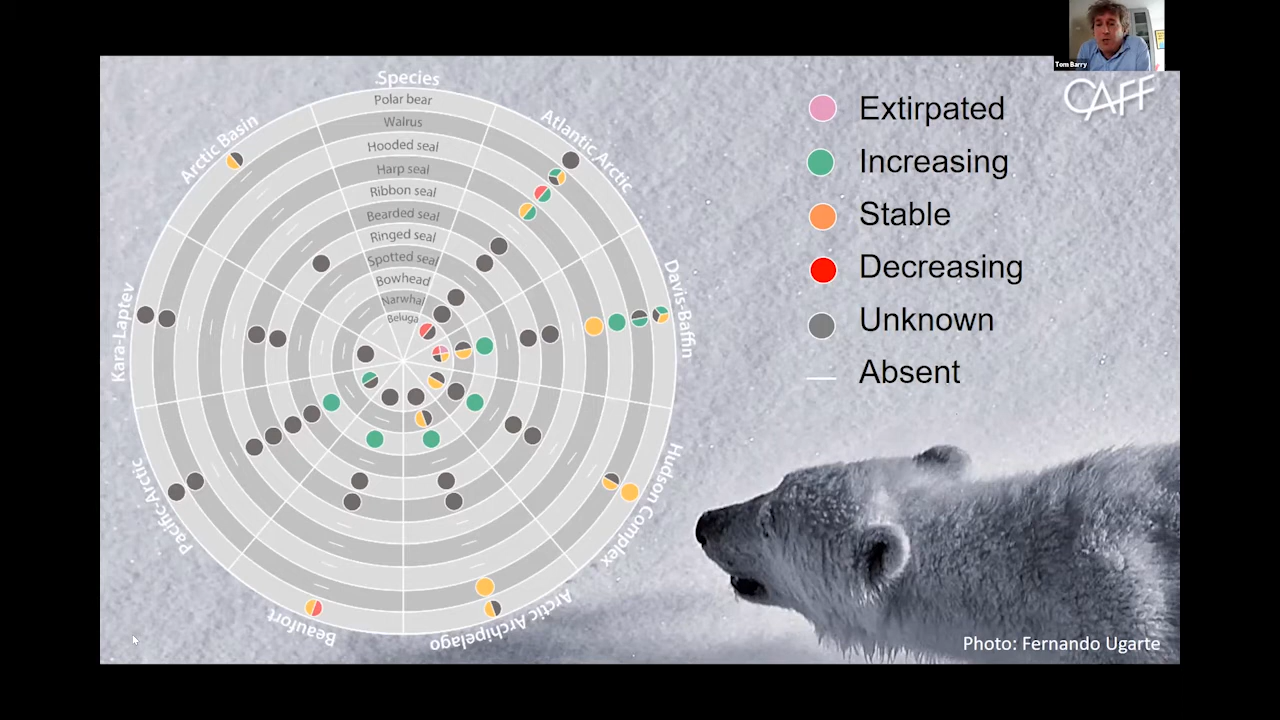 Tom Barry
CAFF
Species
Polar bear
Walrus
Hooded seal
Harp seal
Ribbon seal
Bearded seal
Ringed seal
Spotted seal
Bowhead
Narwhal
Beluga
Arctic Basin
Atlantic Arctic
Kara-Laptev
Davis-Baffin
Pacific-Arctic
Hudson Complex
Beaufort
Arctic Archipelago
Extirpated
Increasing
Stable
Decreasing
Unknown
Absent
Photo: Fernando Ugarte